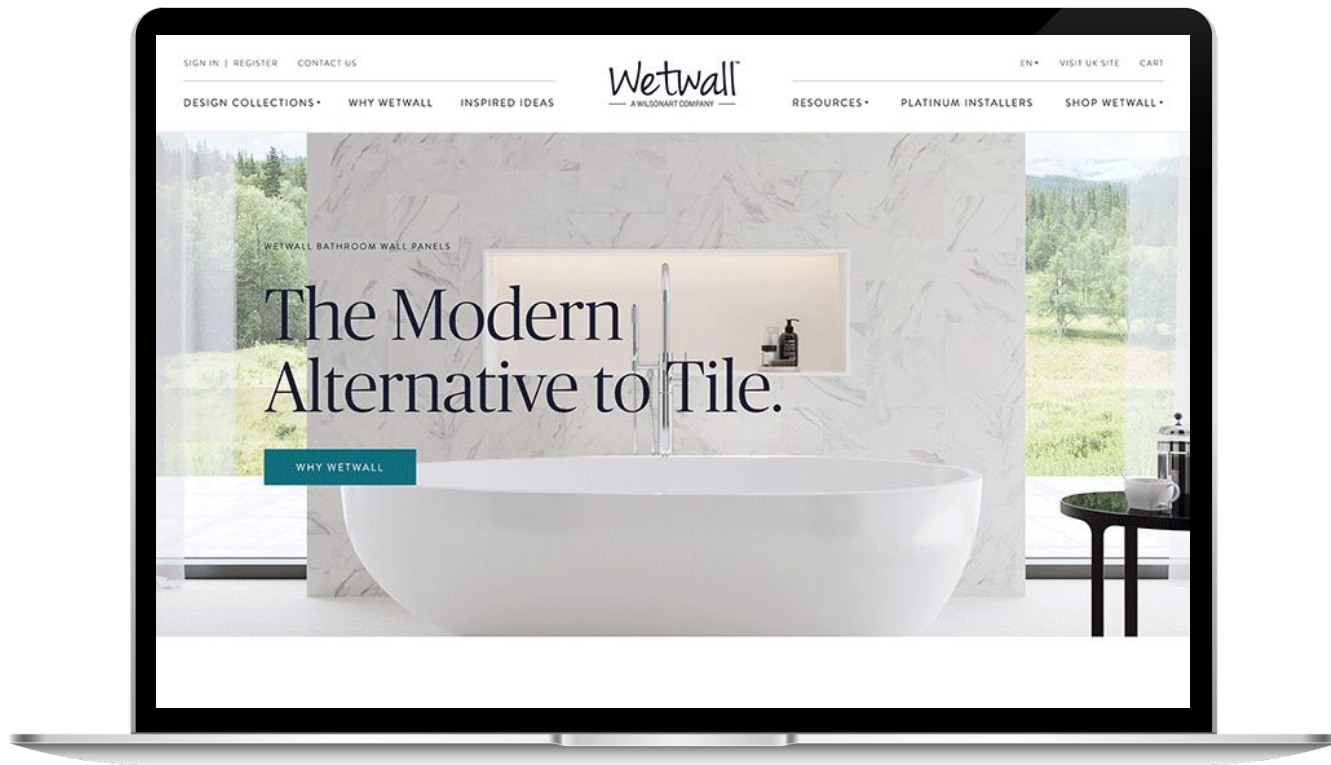 SIGN IN | REGISTER CONTACT US
EN VISIT UK SITE CART
Wetwall™
A WILSONART COMPANY
DESIGN COLLECTIONS WHY WETWALL INSPIRED IDEAS
RESOURCES PLATINUM INSTALLERS SHOP WETWALL
WETWALL BATHROOM WALL PANELS
The Modern
Alternative to Tile.
WHY WETWALL